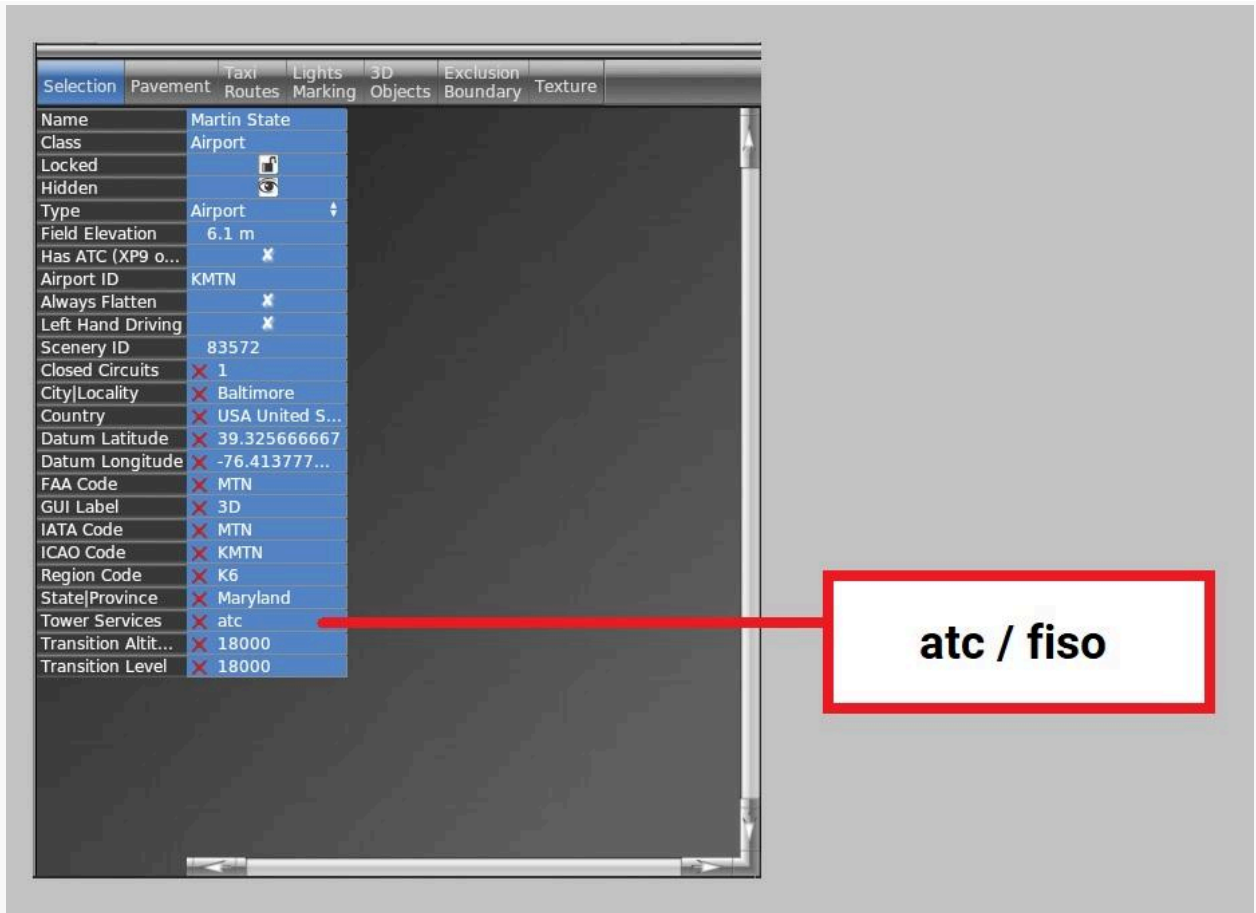 Selection Pavement Taxi Routes Lights Marking 3D Objects Exclusion Boundary Texture
Name Martin State
Class Airport
Locked
Hidden
Type Airport
Field Elevation 6.1 m
Has ATC (XP9 o...
Airport ID KMTN
Always Flatten
Left Hand Driving
Scenery ID 83572
Closed Circuits 1
City|Locality Baltimore
Country USA United S...
Datum Latitude 39.325666667
Datum Longitude -76.413777...
FAA Code MTN
GUI Label 3D
IATA Code MTN
ICAO Code KMTN
Region Code K6
State|Province Maryland
Tower Services atc
Transition Altit... 18000
Transition Level 18000
atc / fiso